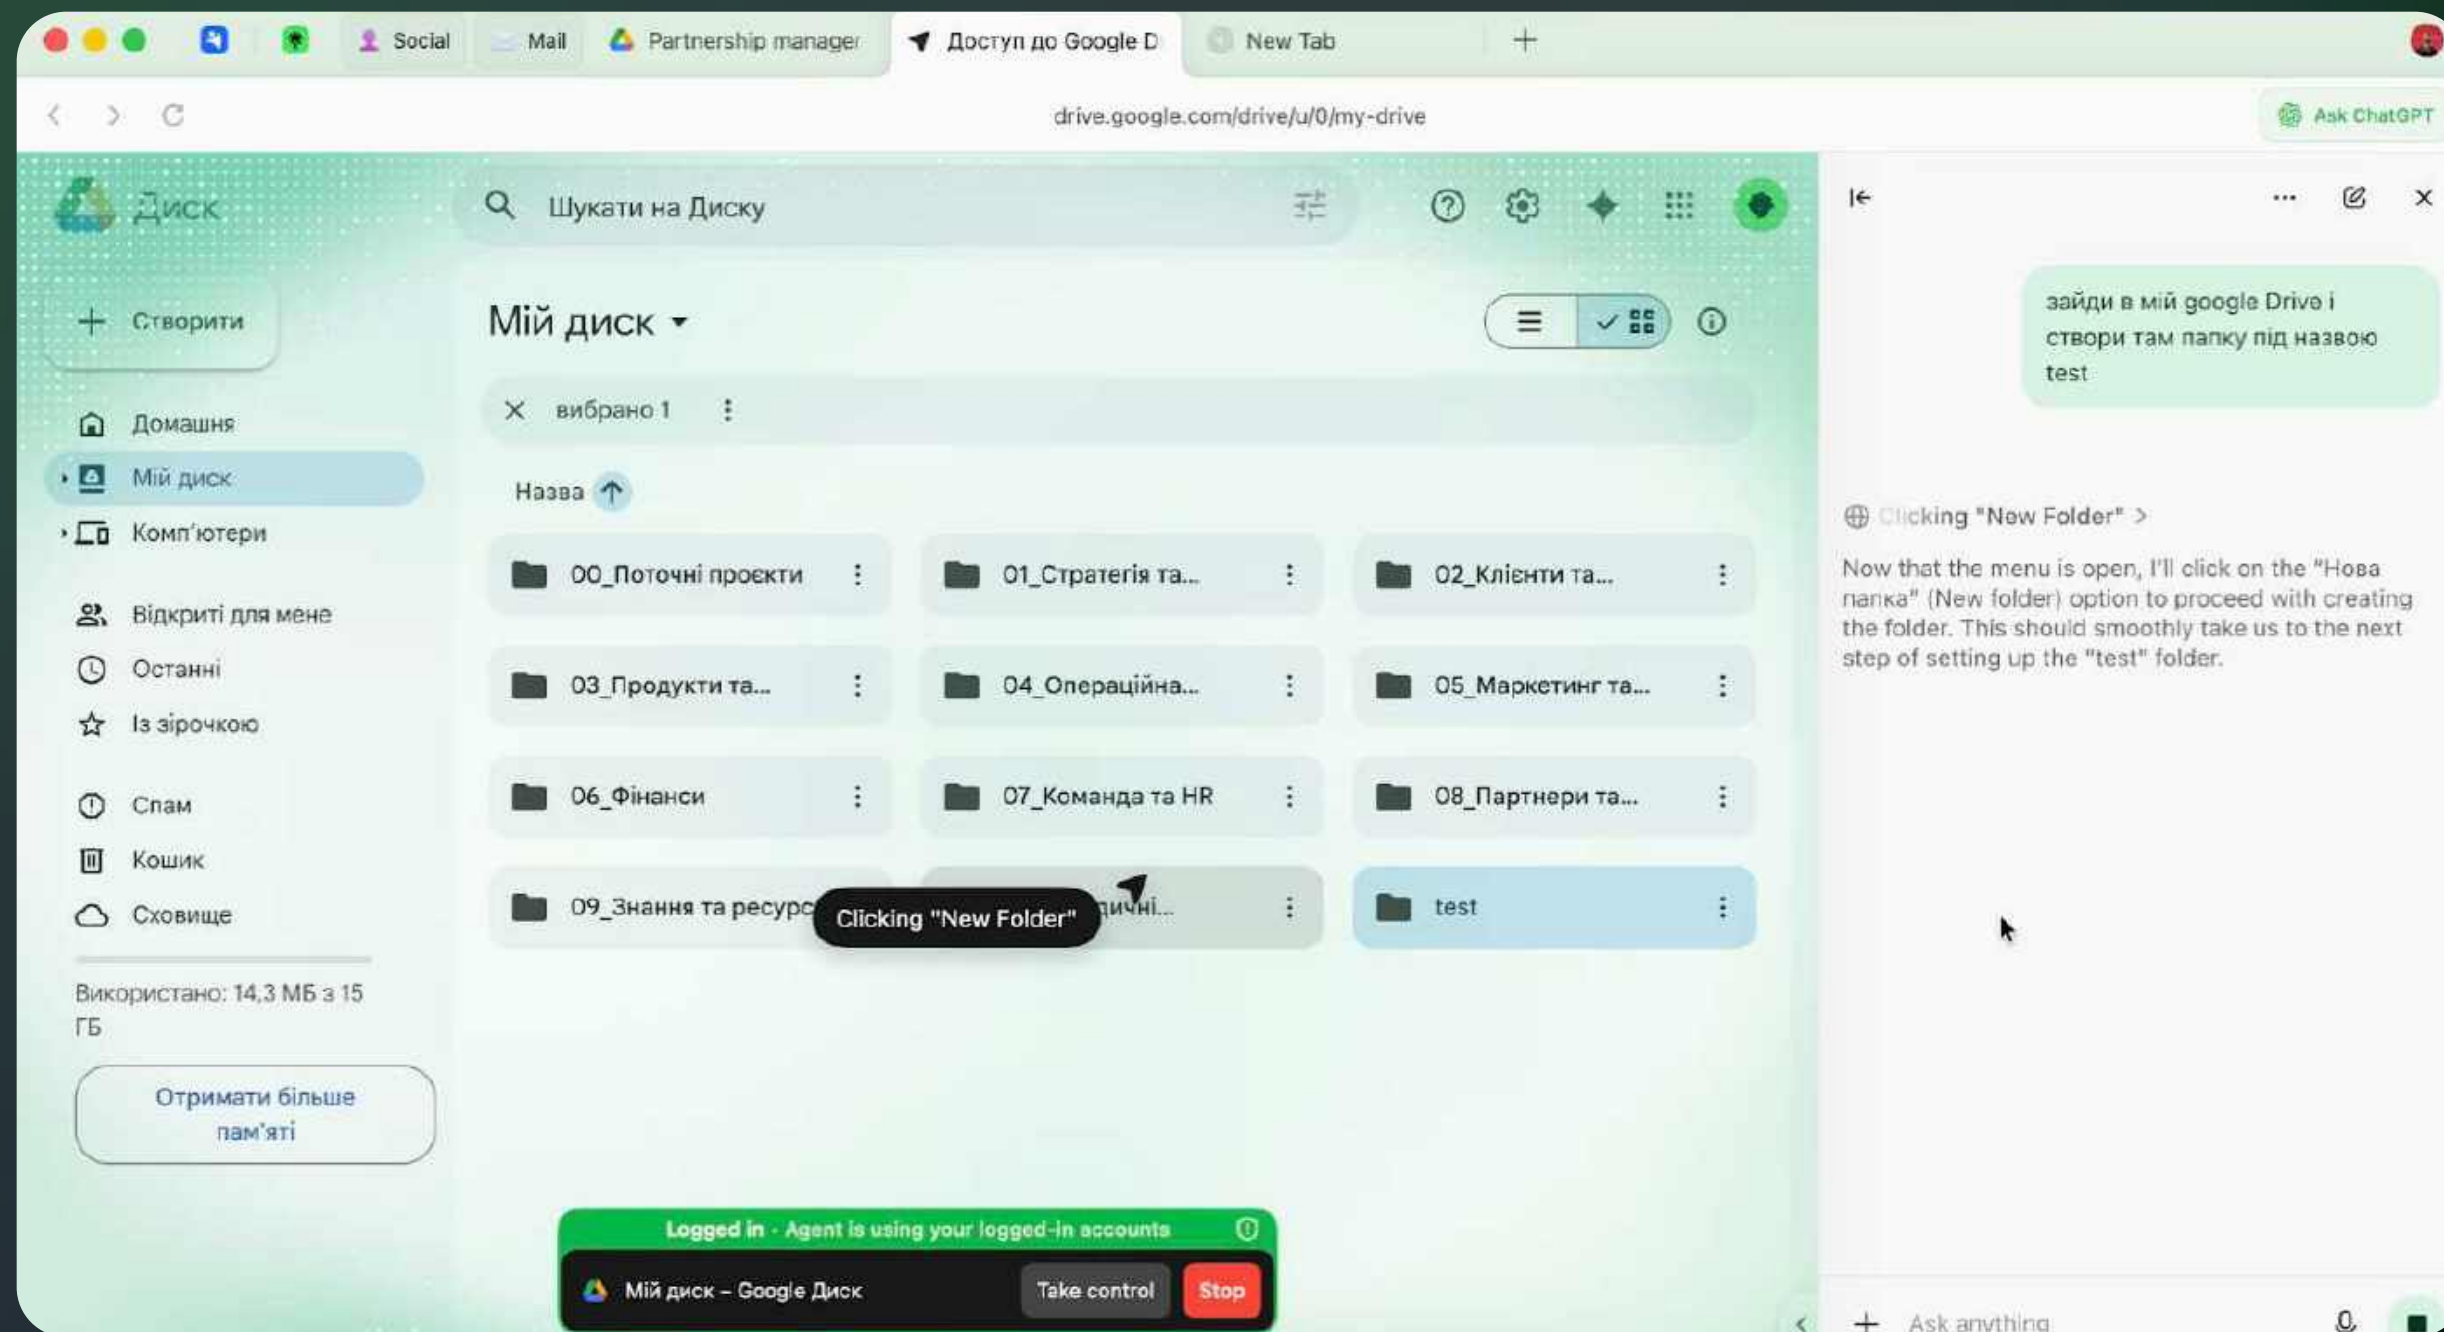 Social
Mail
Partnership manager
Доступ до Google D
New Tab
drive.google.com/drive/u/0/my-drive
Ask ChatGPT
Диск
Шукати на Диску
Створити
Мій диск
вибрано 1
Домашня
Мій диск
Комп'ютери
Назва
00_Поточні проєкти
01_Стратегія та...
02_Клієнти та...
Відкриті для мене
Останні
Із зірочкою
03_Продукти та...
04_Операційна...
05_Маркетинг та...
Спам
Кошик
Сховище
06_Фінанси
07_Команда та HR
08_Партнери та...
09_Знання та ресурс
Clicking "New Folder"
test
Використано: 14,3 МБ з 15
ГБ
Отримати більше
пам'яті
Logged in - Agent is using your logged-in accounts
Мій диск – Google Диск
Take control
Stop
зайди в мій google Drive і
створи там папку під назвою
test
Clicking "New Folder" >
Now that the menu is open, I'll click on the "Нова
папка" (New folder) option to proceed with creating
the folder. This should smoothly take us to the next
step of setting up the "test" folder.
Ask anything